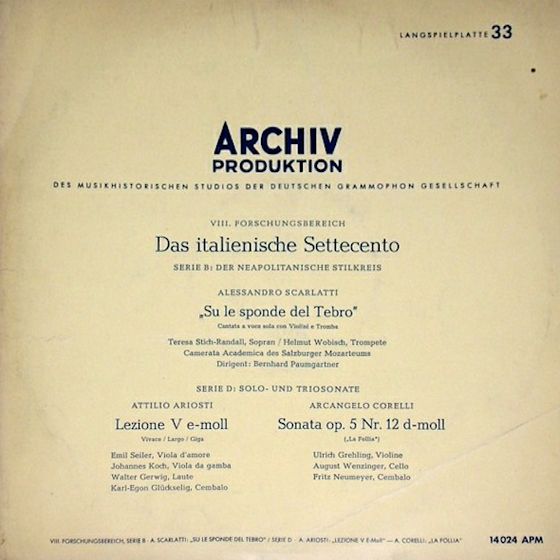 LANGSPIELPLATTE 33
ARCHIV
PRODUKTION
DES MUSIKHISTORISCHEN STUDIOS DER DEUTSCHEN GRAMMOPHON GESELLSCHAFT
VIII. FORSCHUNGSBEREICH
Das italienische Settecento
SERIE B: DER NEAPOLITANISCHE STILKREIS
ALESSANDRO SCARLATTI
„Su le sponde del Tebro"
Cantata a voce sola con Violini e Tromba
Teresa Stich-Randall, Sopran / Helmut Wobisch, Trompete
Camerata Academica des Salzburger Mozarteums
Dirigent: Bernhard Paumgartner
SERIE D: SOLO- UND TRIOSONATE
ATTILIO ARIOSTI
Lezione V e-moll
Vivace / Largo / Giga
Emil Seiler, Viola d'amore
Johannes Koch, Viola da gamba
Walter Gerwig, Laute
Karl-Egon Glückselig, Cembalo
ARCANGELO CORELLI
Sonata op. 5 Nr. 12 d-moll
(„La Follia")
Ulrich Grehling, Violine
August Wenzinger, Cello
Fritz Neumeyer, Cembalo
VIII. FORSCHUNGSBEREICH, SERIE B · A. SCARLATTI: „SU LE SPONDE DEL TEBRO" / SERIE D · A. ARIOSTI: „LEZIONE V E-Moll" — A. CORELLI: „LA FOLLIA"
14024 APM